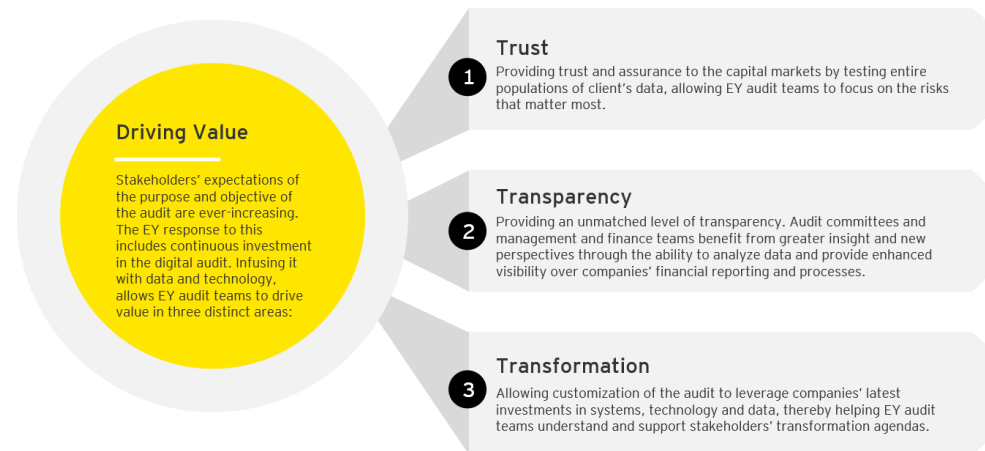 Driving Value
Stakeholders' expectations of
the purpose and objective of
the audit are ever-increasing.
The EY response to this
includes continuous investment
in the digital audit. Infusing it
with data and technology,
allows EY audit teams to drive
value in three distinct areas:
1
Trust
Providing trust and assurance to the capital markets by testing entire
populations of client's data, allowing EY audit teams to focus on the risks
that matter most.
2
Transparency
Providing an unmatched level of transparency. Audit committees and
management and finance teams benefit from greater insight and new
perspectives through the ability to analyze data and provide enhanced
visibility over companies' financial reporting and processes.
3
Transformation
Allowing customization of the audit to leverage companies' latest
investments in systems, technology and data, thereby helping EY audit
teams understand and support stakeholders' transformation agendas.